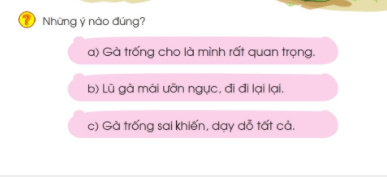 ? Những ý nào đúng?
a) Gà trống cho là mình rất quan trọng.
b) Lũ gà mái ưỡn ngực, đi đi lại lại.
c) Gà trống sai khiến, dạy dỗ tất cả.